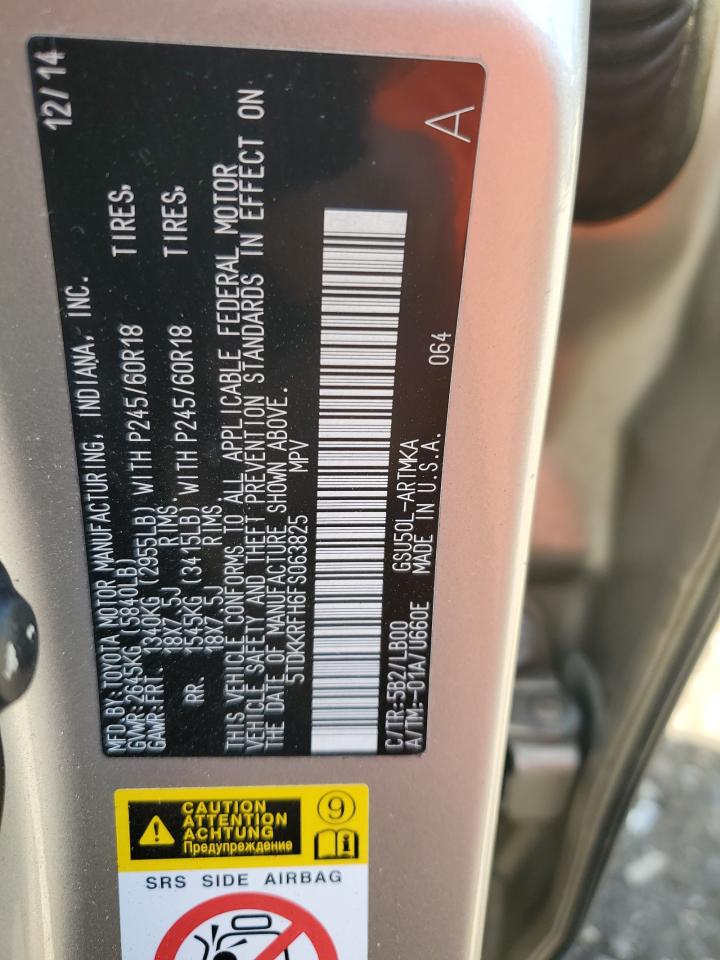 12/14
MFD.BY:TOYOTA MOTOR MANUFACTURING, INDIANA, INC.
GVWR:2645KG (5840LB)
GAWR:FRT. 1340KG (2955LB) WITH P245/60R18 TIRES,
18X7.5J RIMS,
RR. 1545KG (3415LB) WITH P245/60R18 TIRES,
18X7.5J RIMS,
THIS VEHICLE CONFORMS TO ALL APPLICABLE FEDERAL MOTOR
VEHICLE SAFETY AND THEFT PREVENTION STANDARDS IN EFFECT ON
THE DATE OF MANUFACTURE SHOWN ABOVE.
5TDKKRFH6FS063825 MPV
A
C/TR:5B2/LB00 GSU50L-ARTMKA
A/TM:-01A/U660E MADE IN U.S.A. 064
CAUTION
ATTENTION
ACHTUNG
Предупреждение
9
SRS SIDE AIRBAG